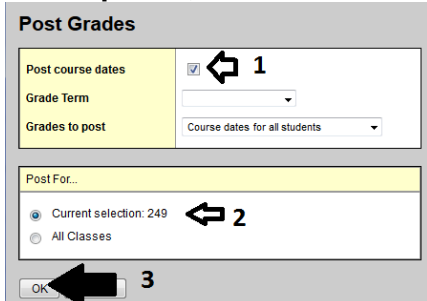 Post Grades
Post course dates 1
Grade Term
Grades to post Course dates for all students
Post For...
Current selection: 249 2
All Classes
OK 3